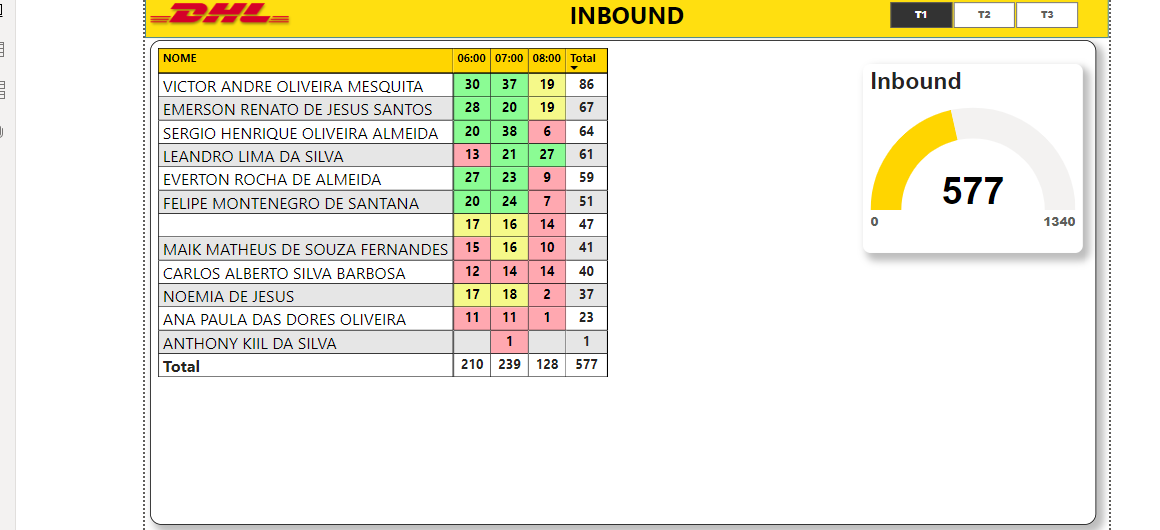 DHL INBOUND T1 T2 T3
NOME 06:00 07:00 08:00 Total
VICTOR ANDRE OLIVEIRA MESQUITA 30 37 19 86
EMERSON RENATO DE JESUS SANTOS 28 20 19 67
SERGIO HENRIQUE OLIVEIRA ALMEIDA 20 38 6 64
LEANDRO LIMA DA SILVA 13 21 27 61
EVERTON ROCHA DE ALMEIDA 27 23 9 59
FELIPE MONTENEGRO DE SANTANA 20 24 7 51
17 16 14 47
MAIK MATHEUS DE SOUZA FERNANDES 15 16 10 41
CARLOS ALBERTO SILVA BARBOSA 12 14 14 40
NOEMIA DE JESUS 17 18 2 37
ANA PAULA DAS DORES OLIVEIRA 11 11 1 23
ANTHONY KIIL DA SILVA 1 1
Total 210 239 128 577
Inbound
577
0 1340